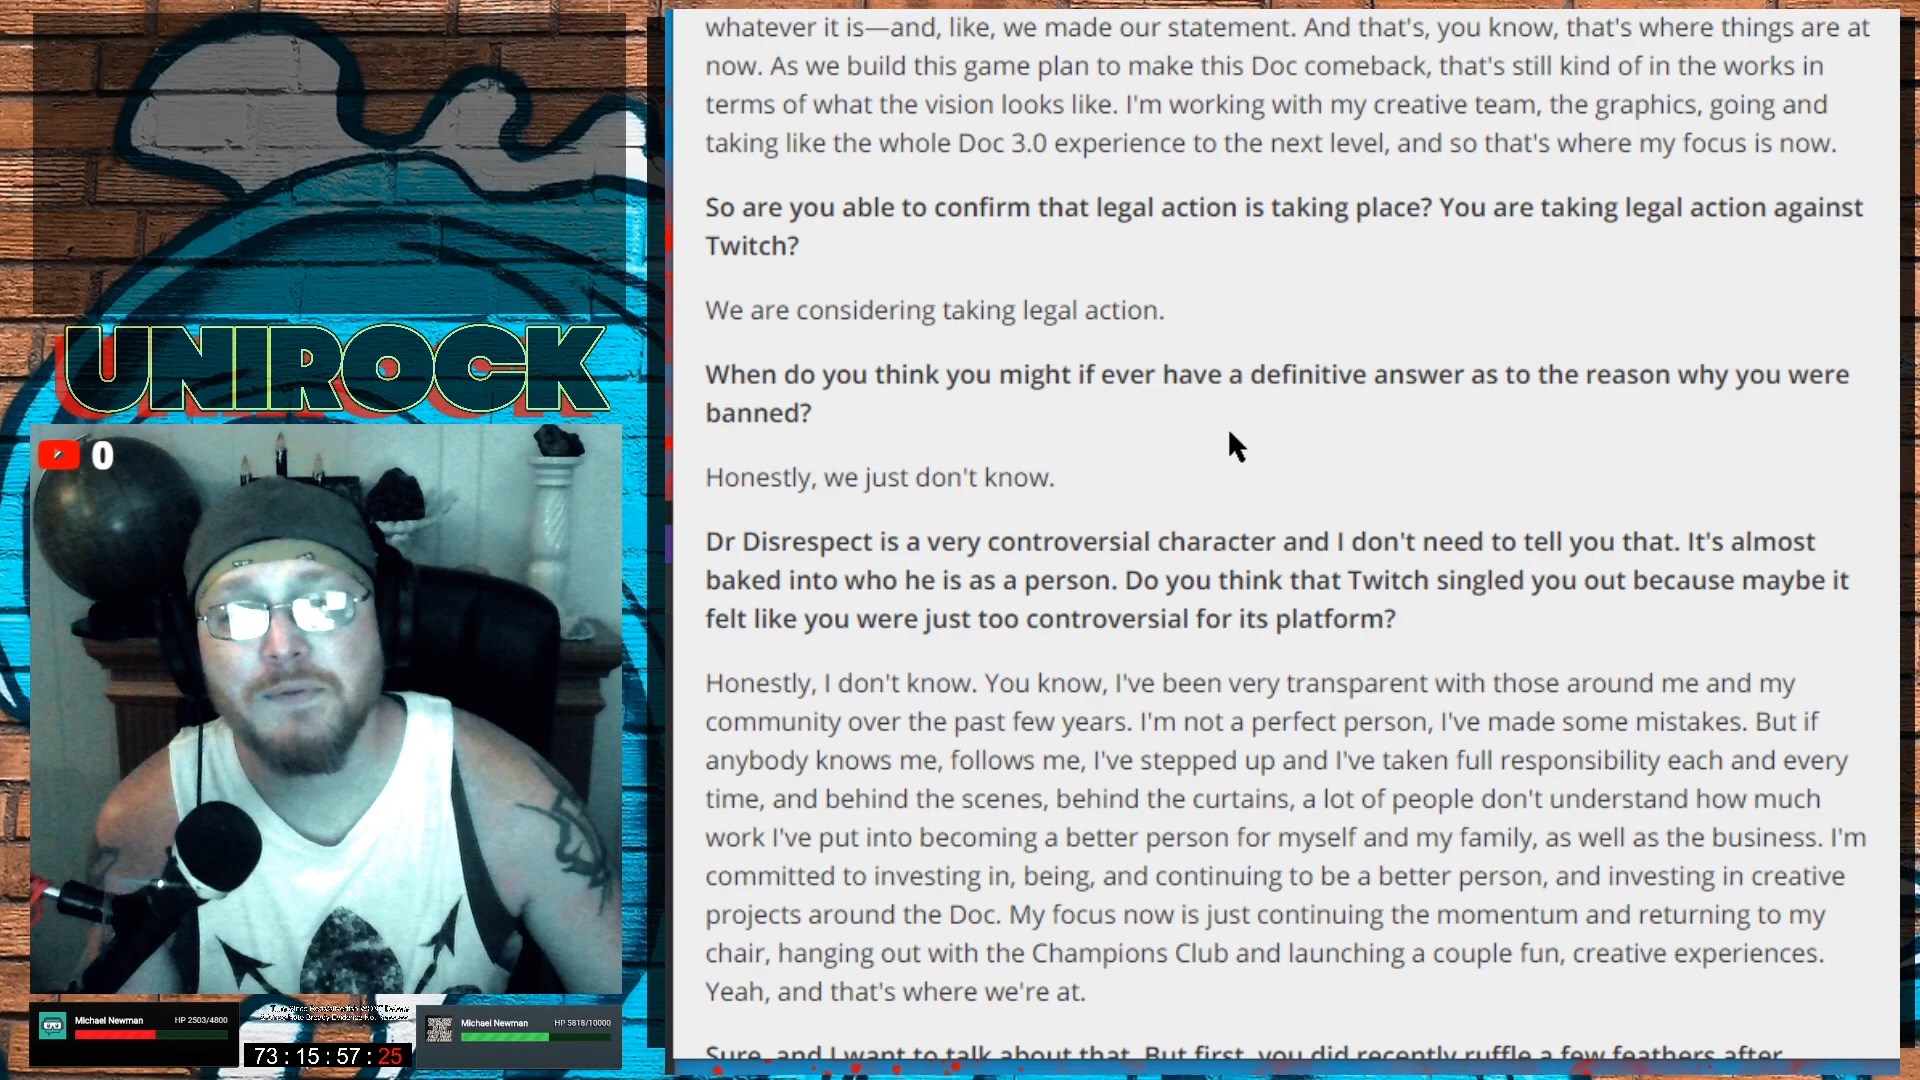 whatever it is—and, like, we made our statement. And that's, you know, that's where things are at
now. As we build this game plan to make this Doc comeback, that's still kind of in the works in
terms of what the vision looks like. I'm working with my creative team, the graphics, going and
taking like the whole Doc 3.0 experience to the next level, and so that's where my focus is now.
So are you able to confirm that legal action is taking place? You are taking legal action against
Twitch?
We are considering taking legal action.
When do you think you might if ever have a definitive answer as to the reason why you were
banned?
Honestly, we just don't know.
Dr Disrespect is a very controversial character and I don't need to tell you that. It's almost
baked into who he is as a person. Do you think that Twitch singled you out because maybe it
felt like you were just too controversial for its platform?
Honestly, I don't know. You know, I've been very transparent with those around me and my
community over the past few years. I'm not a perfect person, I've made some mistakes. But if
anybody knows me, follows me, I've stepped up and I've taken full responsibility each and every
time, and behind the scenes, behind the curtains, a lot of people don't understand how much
work I've put into becoming a better person for myself and my family, as well as the business. I'm
committed to investing in, being, and continuing to be a better person, and investing in creative
projects around the Doc. My focus now is just continuing the momentum and returning to my
chair, hanging out with the Champions Club and launching a couple fun, creative experiences.
Yeah, and that's where we're at.
Sure, and I want to talk about that. But first, you did recently ruffle a few feathers after
UNIROCK
0
Michael Newman HP 2503/4800
73:15:57:25
Michael Newman HP 5818/10000